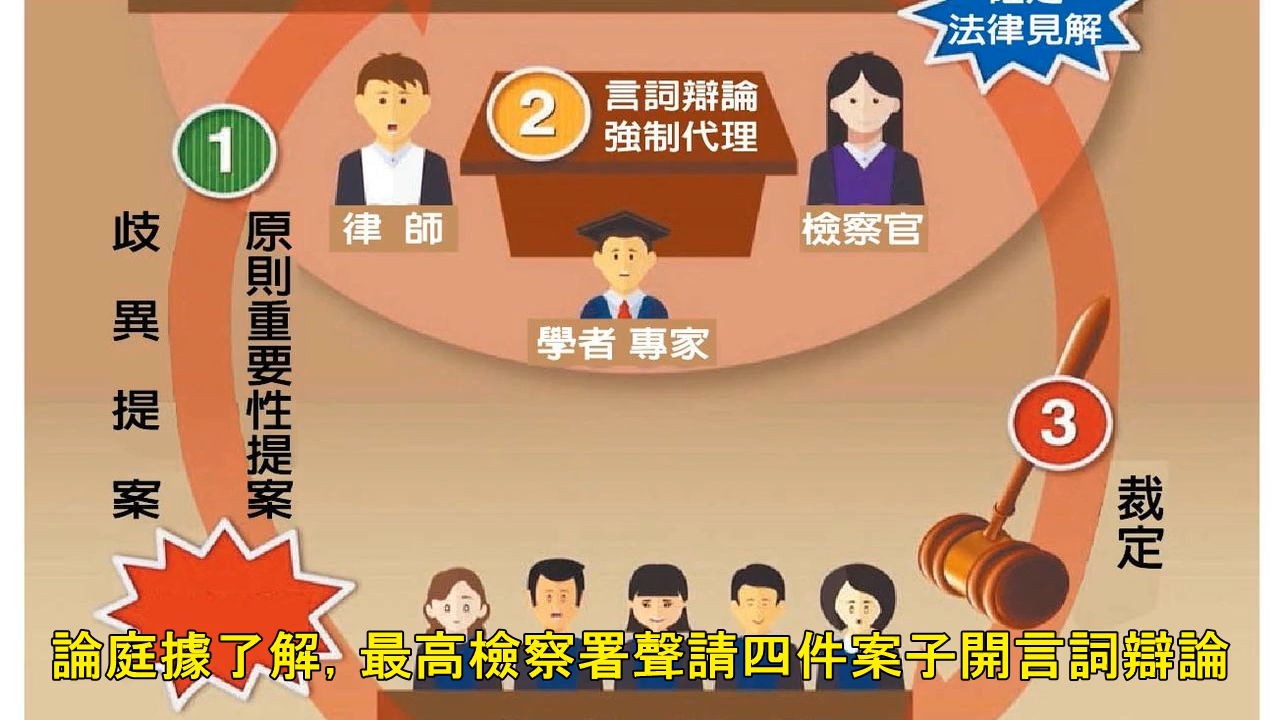 法律見解
1
2
言詞辯論
強制代理
律師
檢察官
學者 專家
歧異提案
原則重要性提案
3
裁定
論庭據了解, 最高檢察署聲請四件案子開言詞辯論